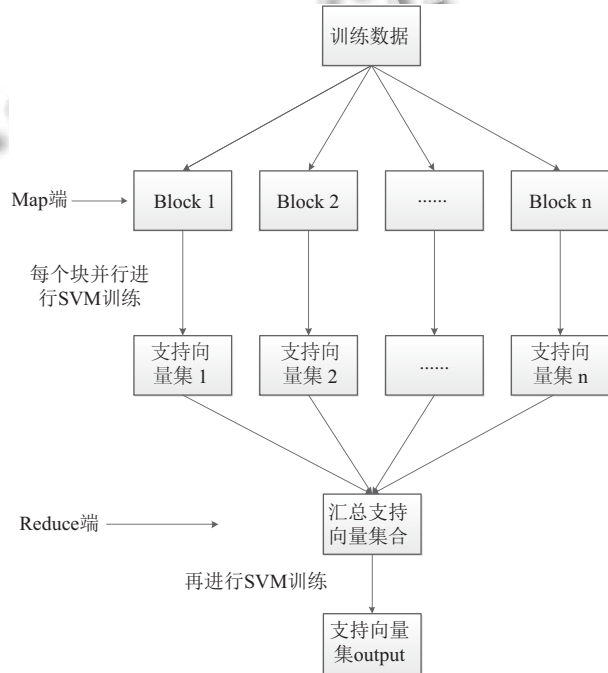 训练数据
Map端
Block 1
Block 2
······
Block n
每个块并行进
行SVM训练
支持向
量集 1
支持向
量集 2
······
支持向
量集 n
Reduce端
汇总支持
向量集合
再进行SVM训练
支持向量
集output